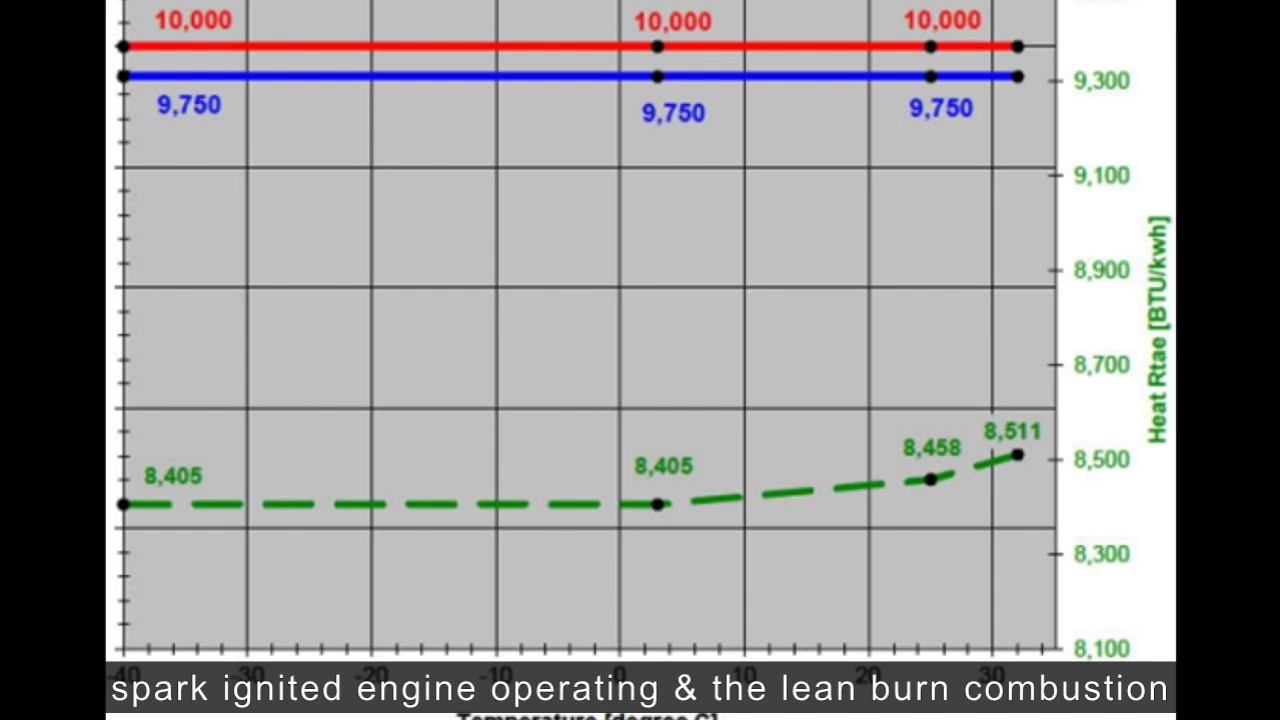 10,000 10,000 10,000
9,750 9,750 9,750
9,300
9,100
8,900
8,700
8,500
8,300
8,100
Heat Rtae [BTU/kwh]
8,405 8,405 8,458 8,511
-40 -30 -20 -10 0 10 20 30
spark ignited engine operating & the lean burn combustion
Temperature [degree C]